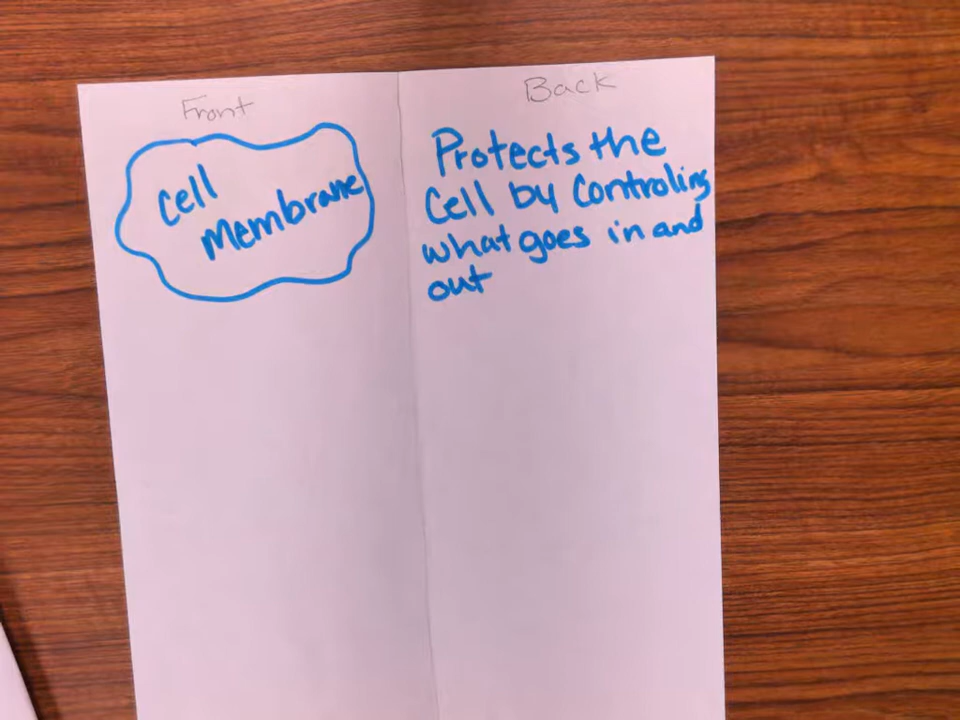 Front
Cell
Membrane
Back
Protects the
Cell by Controling
what goes in and
out